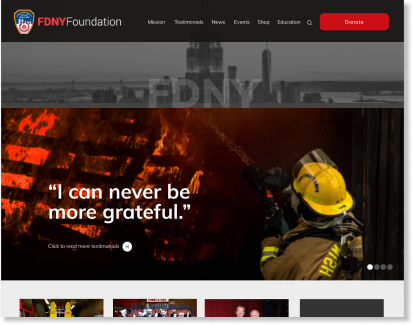 FDNYFoundation
Mission Testimonials News Events Shop Education Donate
FDNY
“I can never be
more grateful.”
Click to read more testimonials